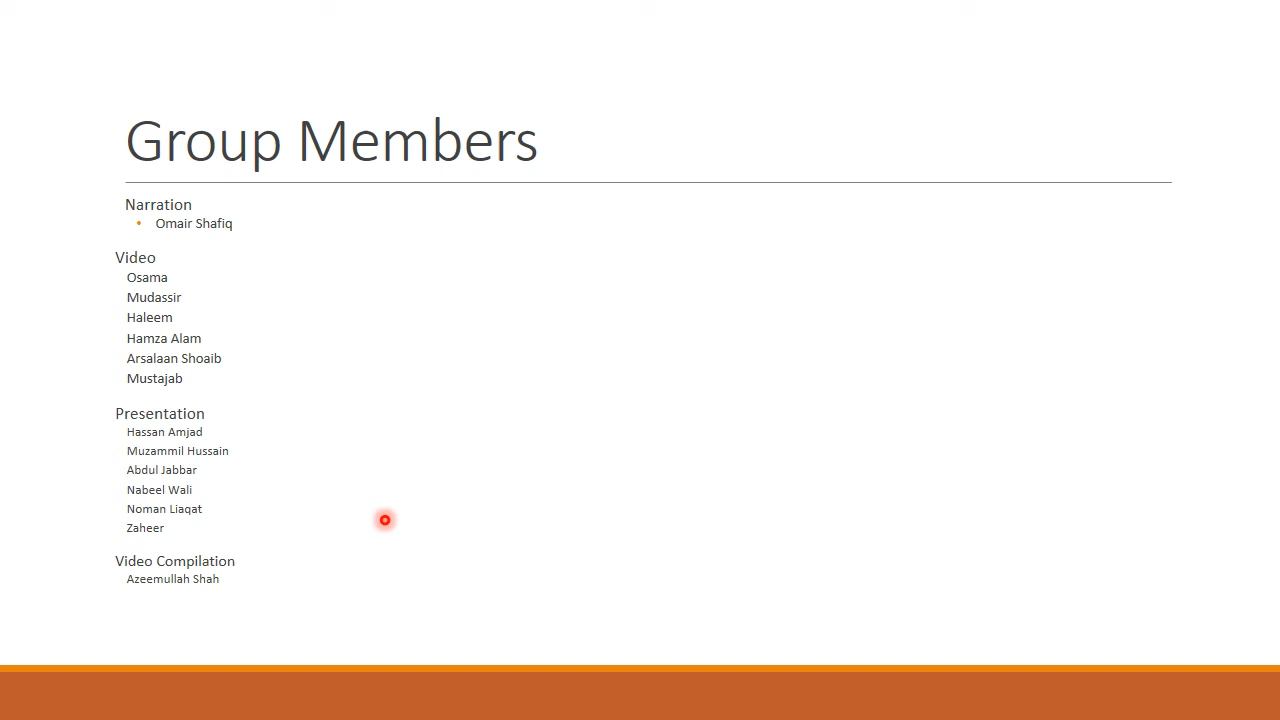 Group Members
Narration
• Omair Shafiq
Video
Osama
Mudassir
Haleem
Hamza Alam
Arsalaan Shoaib
Mustajab
Presentation
Hassan Amjad
Muzammil Hussain
Abdul Jabbar
Nabeel Wali
Noman Liaqat
Zaheer
Video Compilation
Azeemullah Shah